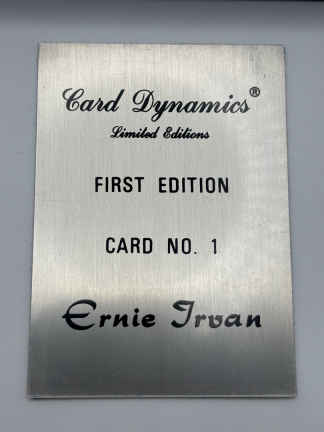 Card Dynamics®
Limited Editions
FIRST EDITION
CARD NO. 1
Ernie Irvan